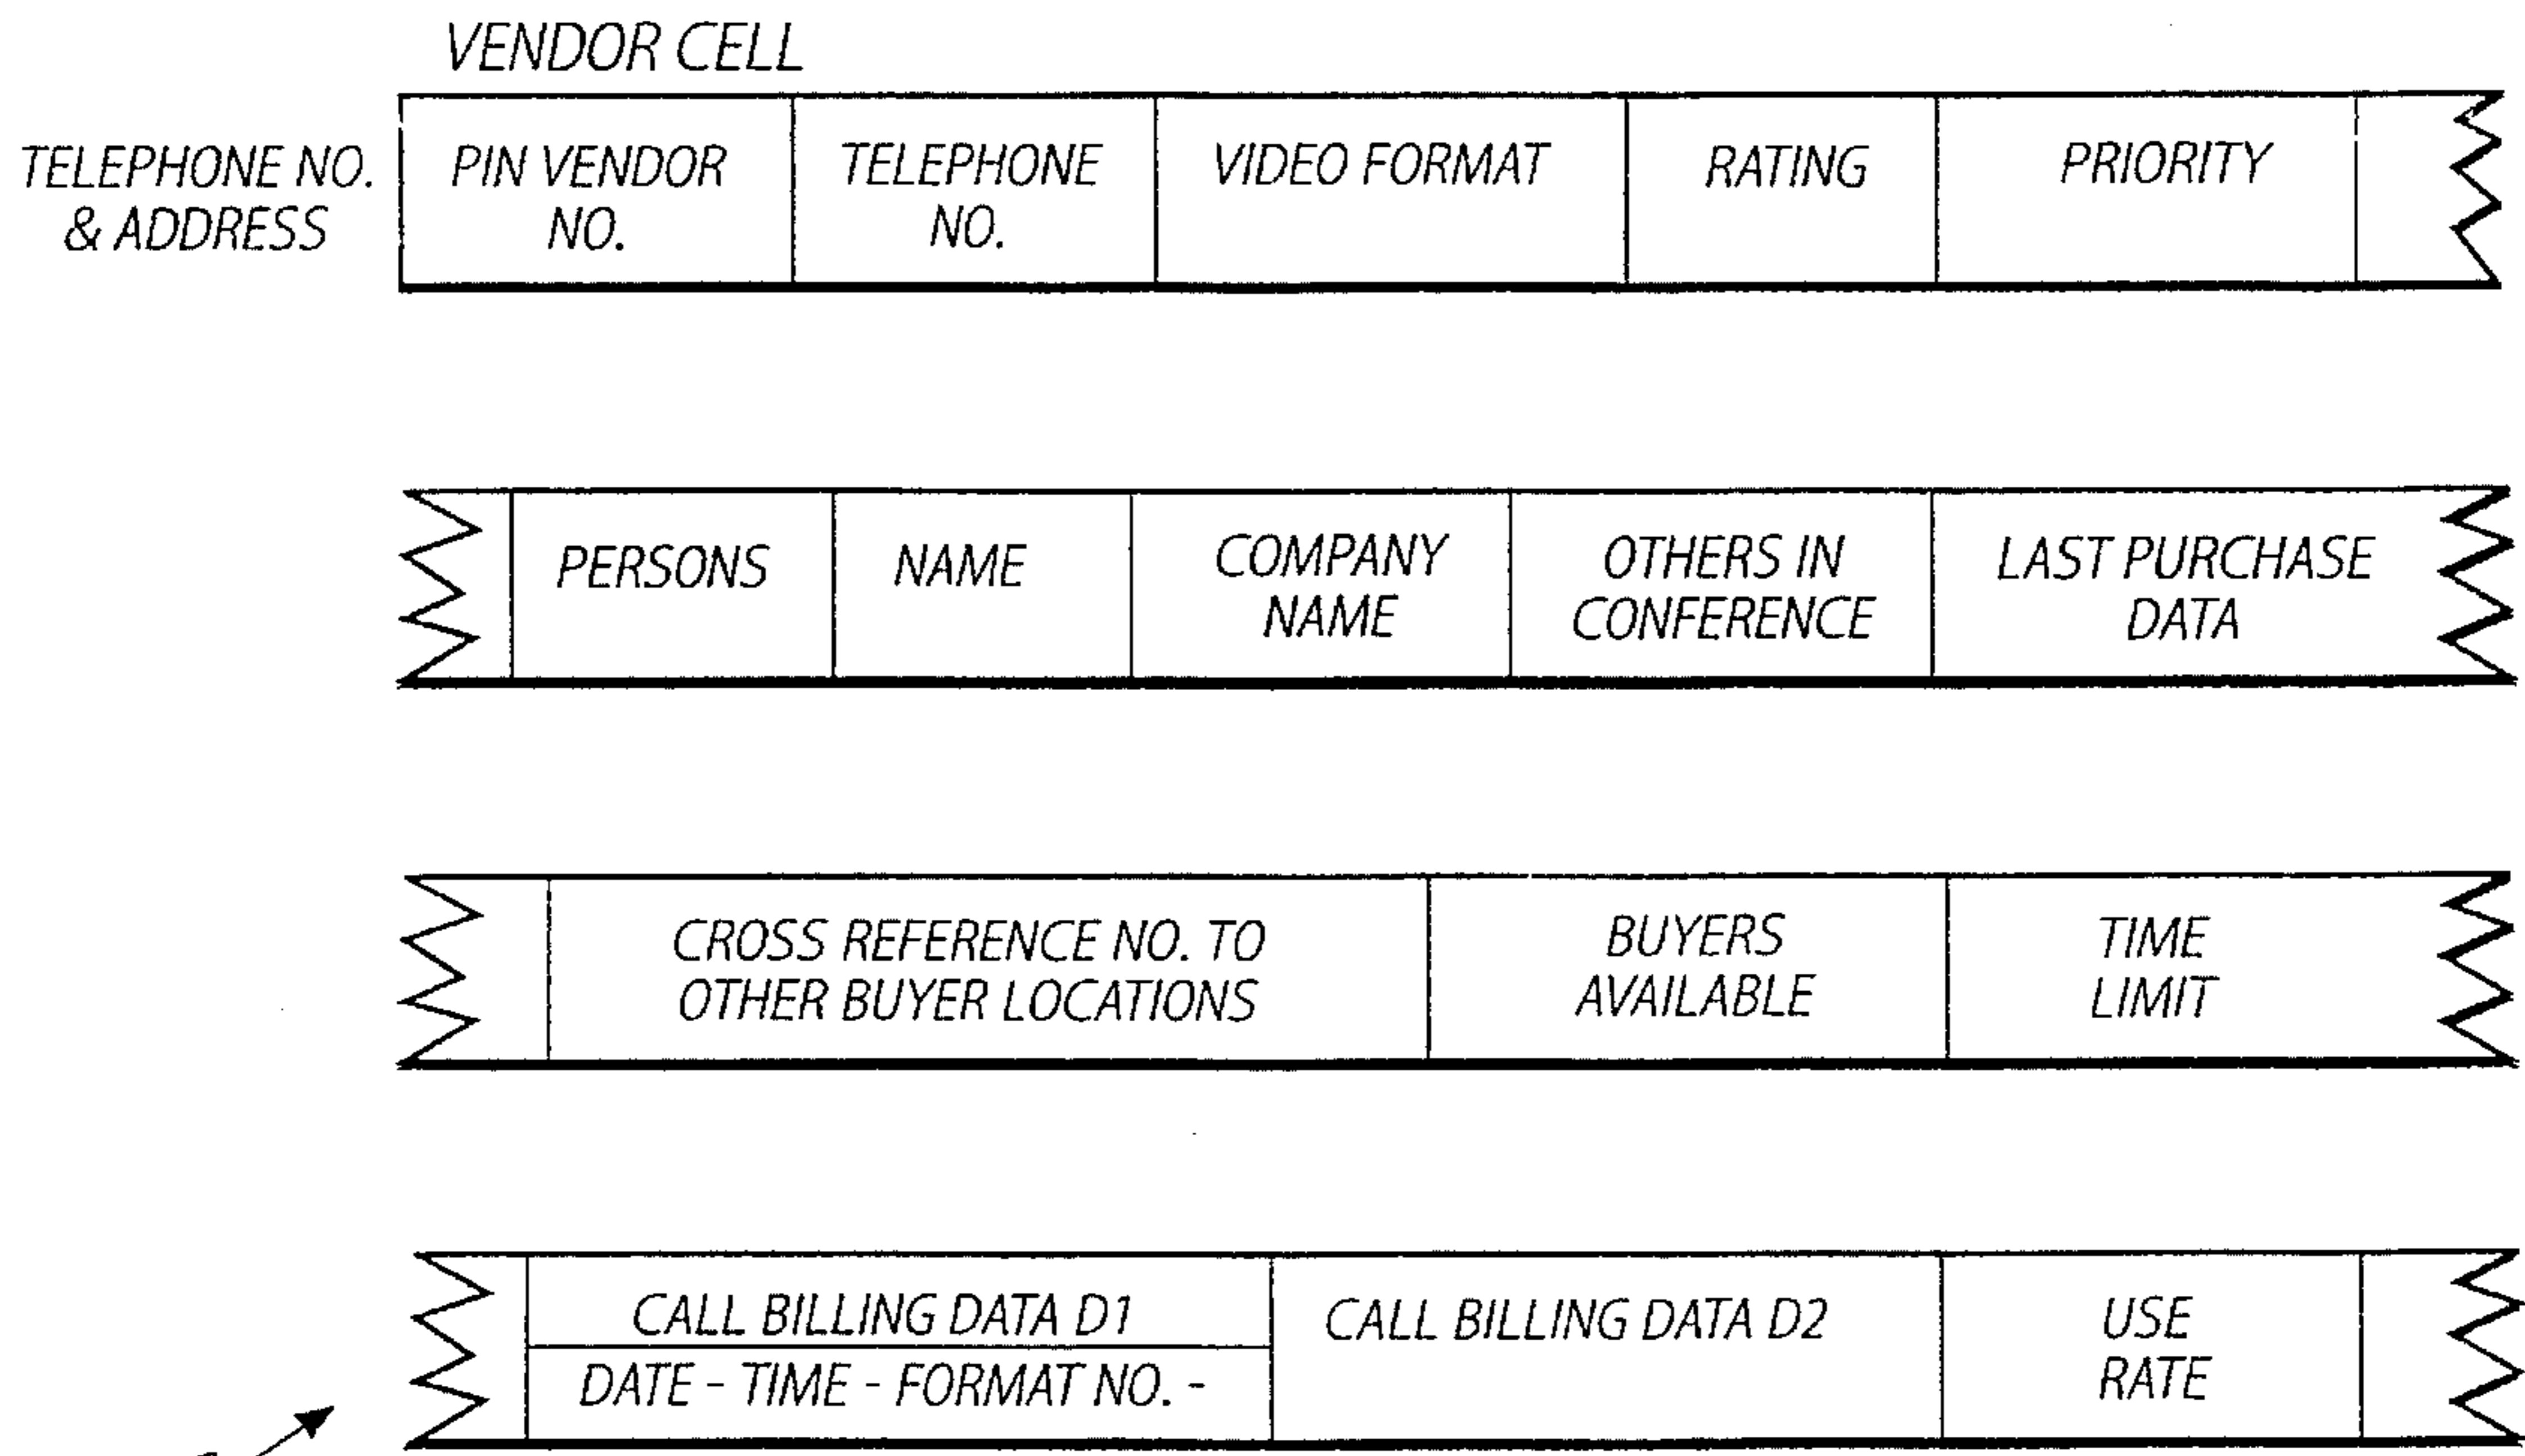 VENDOR CELL
TELEPHONE NO.
& ADDRESS
PIN VENDOR
NO.
TELEPHONE
NO.
VIDEO FORMAT
RATING
PRIORITY
PERSONS
NAME
COMPANY
NAME
OTHERS IN
CONFERENCE
LAST PURCHASE
DATA
CROSS REFERENCE NO. TO
OTHER BUYER LOCATIONS
BUYERS
AVAILABLE
TIME
LIMIT
CALL BILLING DATA D1
DATE - TIME - FORMAT NO. -
CALL BILLING DATA D2
USE
RATE